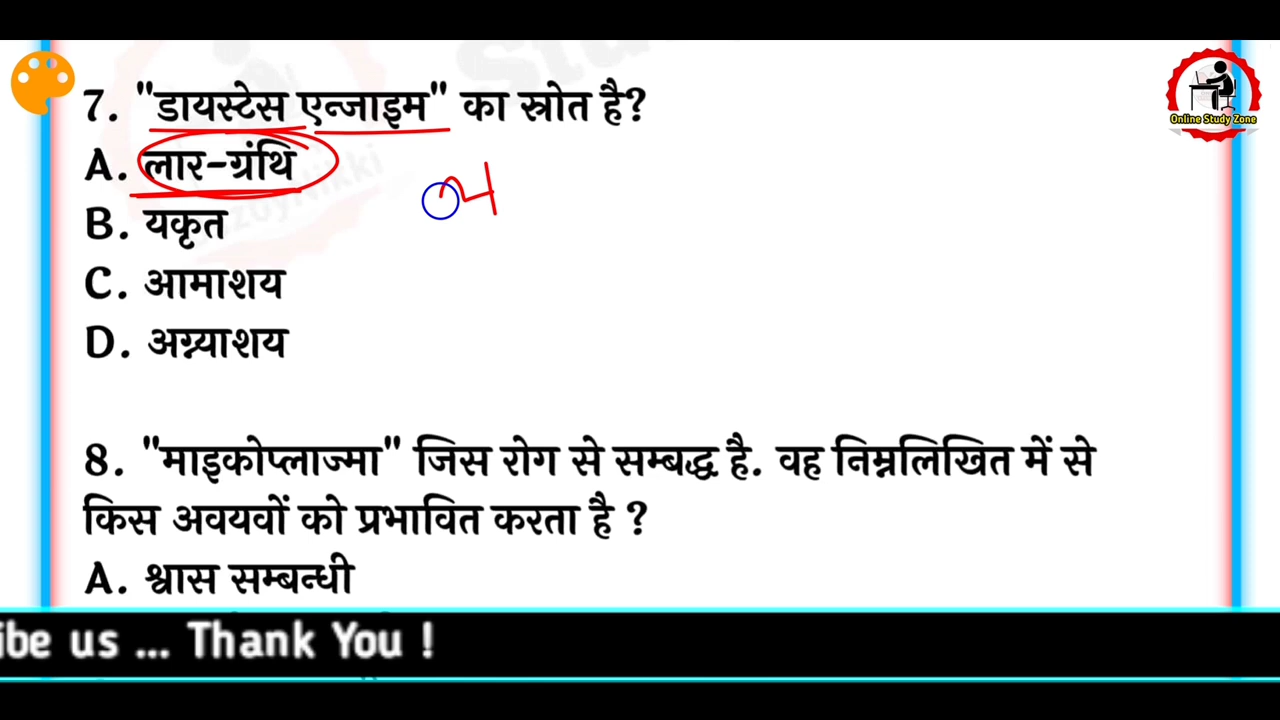 Online Study Zone
7. "डायस्टेस एन्जाइम" का स्रोत है?
A. लार-ग्रंथि
B. यकृत
C. आमाशय
D. अग्न्याशय
8. "माइकोप्लाज्मा" जिस रोग से सम्बद्ध है. वह निम्नलिखित में से
किस अवयवों को प्रभावित करता है ?
A. श्वास सम्बन्धी
ibe us ... Thank You !